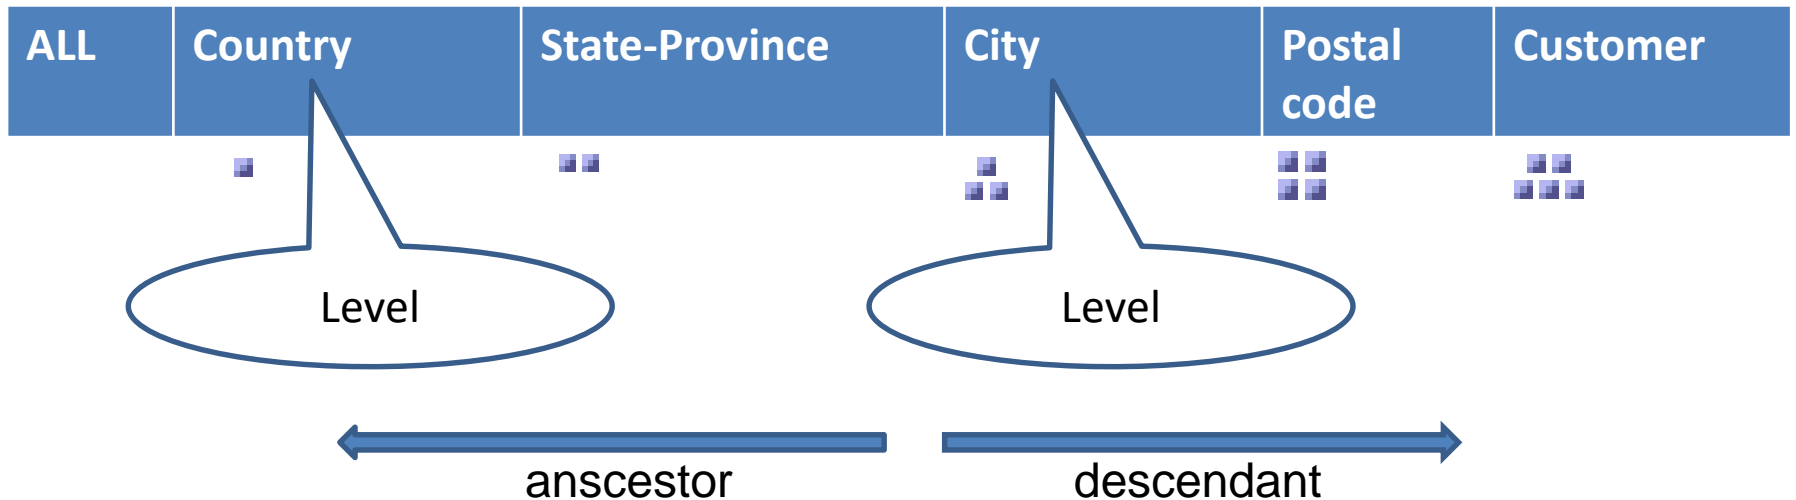 ALL Country State-Province City Postal code Customer
Level Level
anscestor descendant